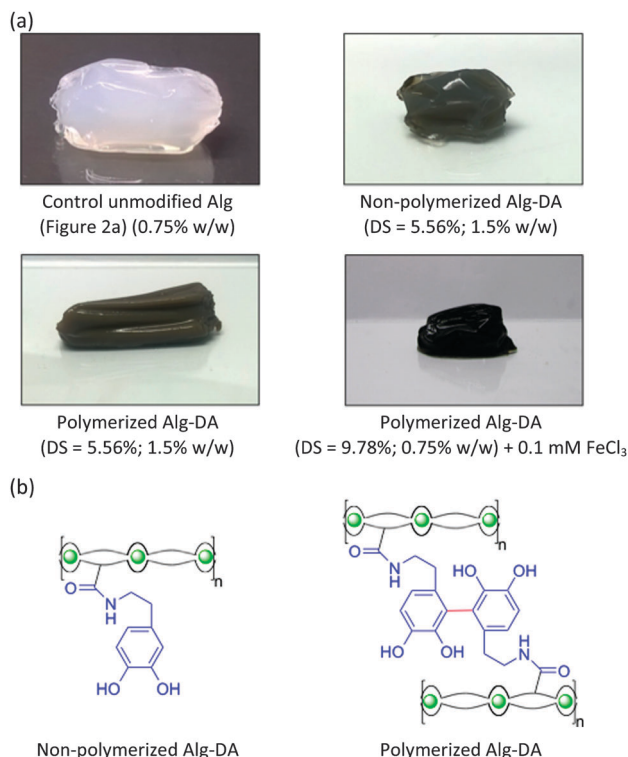 (a)
Control unmodified Alg
(Figure 2a) (0.75% w/w)
Non-polymerized Alg-DA
(DS = 5.56%; 1.5% w/w)
Polymerized Alg-DA
(DS = 5.56%; 1.5% w/w)
Polymerized Alg-DA
(DS = 9.78%; 0.75% w/w) + 0.1 mM FeCl₃
(b)
n
O
N
H
HO
OH
Non-polymerized Alg-DA
n
O
N
H
HO
OH
HO
OH
H
N
O
n
Polymerized Alg-DA